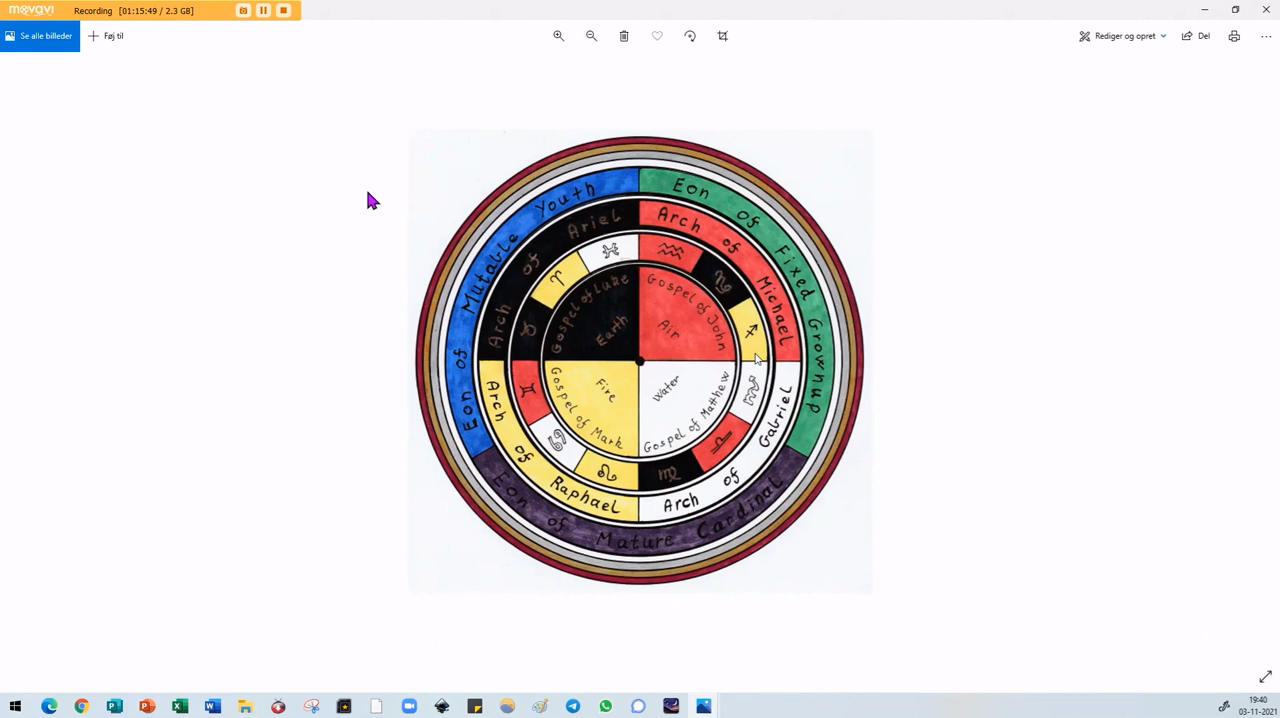 movavi Recording [01:15:49 / 2.3 GB]
Se alle billeder
Føj til
Rediger og opret
Del
Eon of Mutable Youth
Eon of Fixed Grownup
Eon of Mature Cardinal
Arch of Ariel
Arch of Michael
Arch of Raphael
Arch of Gabriel
♓ ♒
♈ ♑
♉ ♐
♊ ♏
♋ ♎
♌ ♍
Gospel of Luke
Earth
Gospel of John
Air
Fire
Gospel of Mark
Water
Gospel of Matthew
19:40
03-11-2021